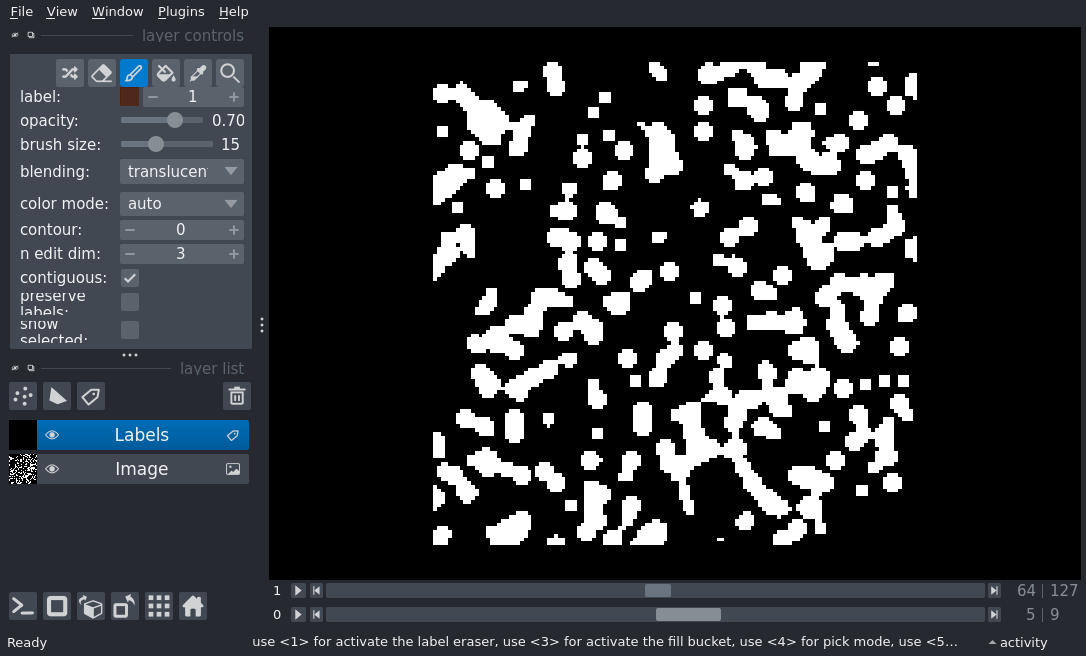 File View Window Plugins Help
layer controls
label: 1
opacity: 0.70
brush size: 15
blending: translucen
color mode: auto
contour: 0
n edit dim: 3
contiguous:
preserve
labels:
show
selected:
layer list
Labels
Image
1 64 | 127
0 5 | 9
Ready use <1> for activate the label eraser, use <3> for activate the fill bucket, use <4> for pick mode, use <5... activity